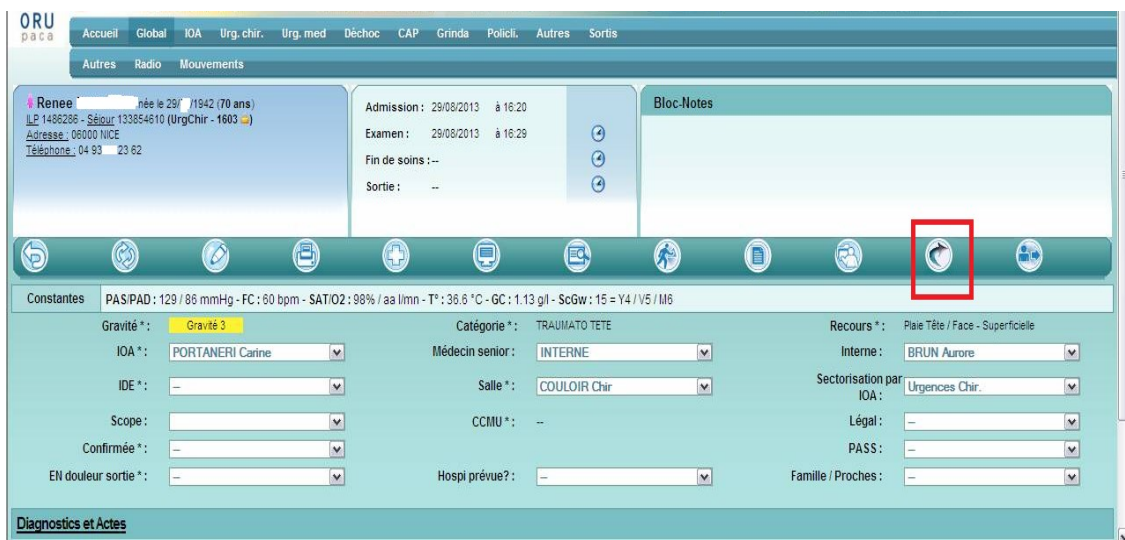 ORU
paca
Accueil Global IOA Urg. chir. Urg. med Déchoc CAP Grinda Policli. Autres Sortis
Autres Radio Mouvements
Renee née le 29/ /1942 (70 ans)
ILP 1486286 - Séjour 133854610 (UrgChir - 1603 )
Adresse : 06000 NICE
Téléphone : 04 93 23 62
Admission : 29/08/2013 à 16:20
Examen : 29/08/2013 à 16:29
Fin de soins : --
Sortie : --
Bloc-Notes
Constantes PAS/PAD : 129 / 86 mmHg - FC : 60 bpm - SAT/O2 : 98% / aa l/mn - T° : 36.6 °C - GC : 1.13 g/l - ScGw : 15 = Y4 / V5 / M6
Gravité * : Gravité 3 Catégorie * : TRAUMATO TETE Recours * : Plaie Tête / Face - Superficielle
IOA * : PORTANERI Carine Médecin senior : INTERNE Interne : BRUN Aurore
IDE * : -- Salle * : COULOIR Chir Sectorisation par IOA : Urgences Chir.
Scope : CCMU * : -- Légal : --
Confirmée * : -- PASS : --
EN douleur sortie * : -- Hospi prévue? : -- Famille / Proches : --
Diagnostics et Actes